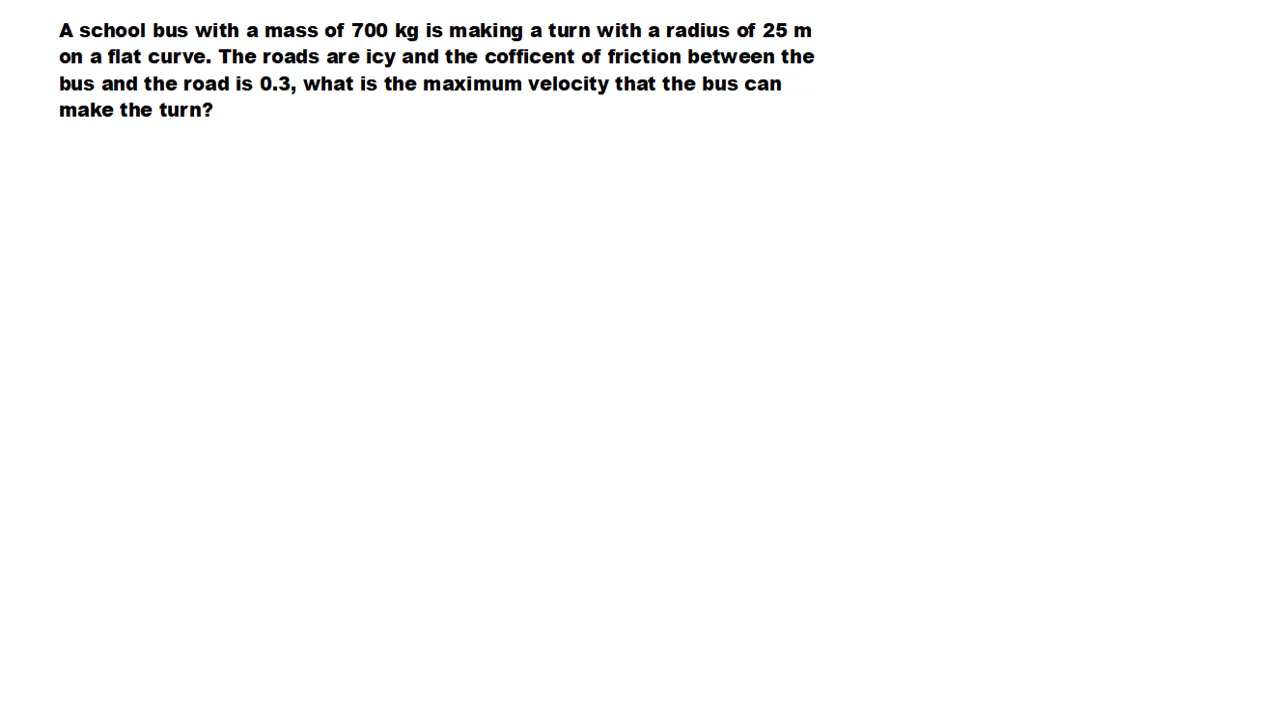 A school bus with a mass of 700 kg is making a turn with a radius of 25 m
on a flat curve. The roads are icy and the cofficent of friction between the
bus and the road is 0.3, what is the maximum velocity that the bus can
make the turn?